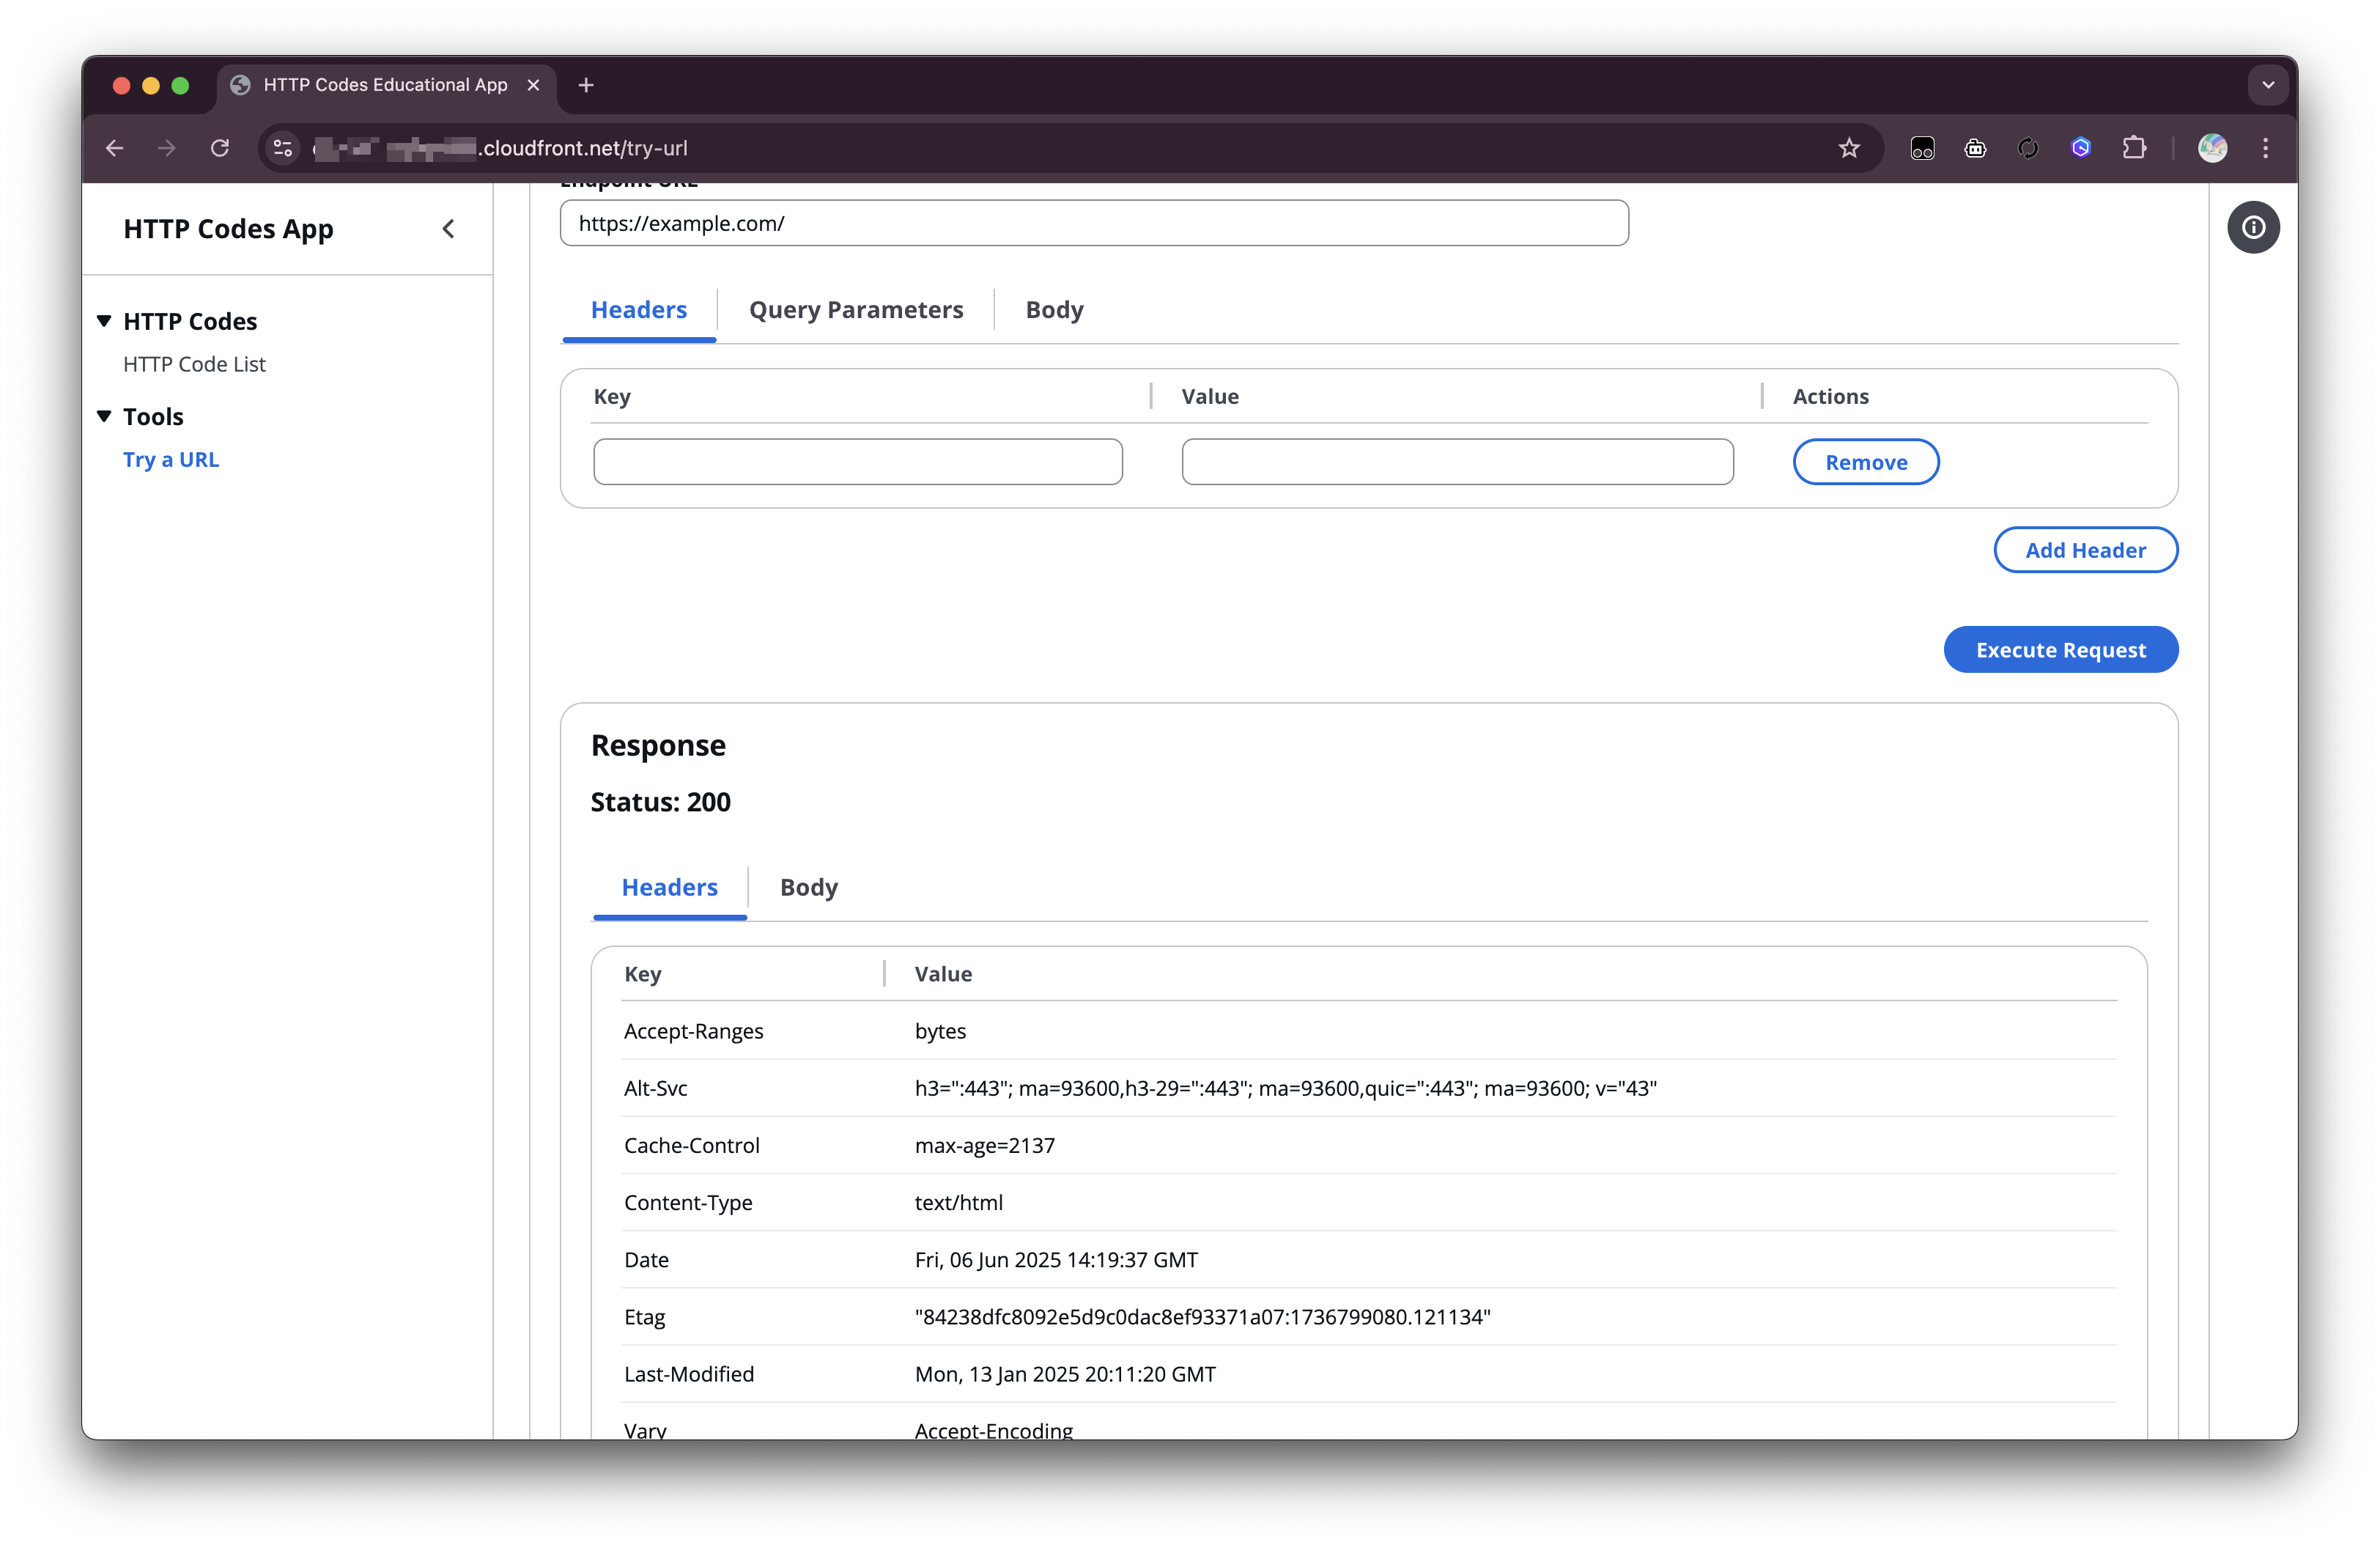 HTTP Codes Educational App
.cloudfront.net/try-url
HTTP Codes App
HTTP Codes
HTTP Code List
Tools
Try a URL
Endpoint URL
https://example.com/
Headers Query Parameters Body
Key Value Actions
Remove
Add Header
Execute Request
Response
Status: 200
Headers Body
Key Value
Accept-Ranges bytes
Alt-Svc h3=":443"; ma=93600,h3-29=":443"; ma=93600,quic=":443"; ma=93600; v="43"
Cache-Control max-age=2137
Content-Type text/html
Date Fri, 06 Jun 2025 14:19:37 GMT
Etag "84238dfc8092e5d9c0dac8ef93371a07:1736799080.121134"
Last-Modified Mon, 13 Jan 2025 20:11:20 GMT
Vary Accept-Encoding